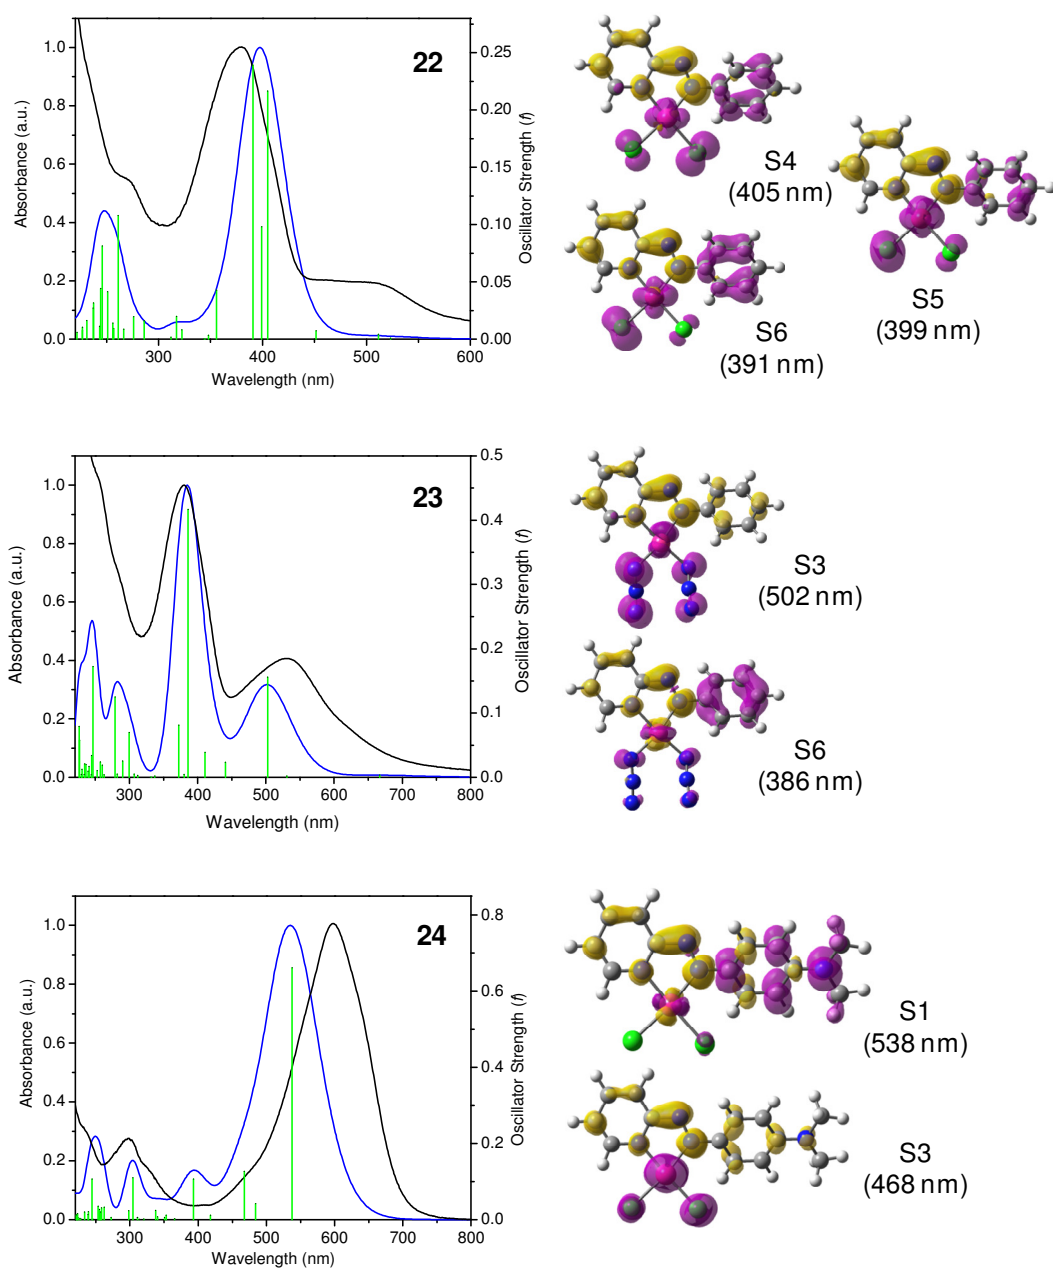 22
Absorbance (a.u.)
1.0
0.8
0.6
0.4
0.2
0.0
0.25
0.20
0.15
0.10
0.05
0.00
Oscillator Strength (f)
300 400 500 600
Wavelength (nm)
S4
(405 nm)
S5
(399 nm)
S6
(391 nm)
23
Absorbance (a.u.)
1.0
0.8
0.6
0.4
0.2
0.0
0.5
0.4
0.3
0.2
0.1
0.0
Oscillator Strength (f)
300 400 500 600 700 800
Wavelength (nm)
S3
(502 nm)
S6
(386 nm)
24
Absorbance (a.u.)
1.0
0.8
0.6
0.4
0.2
0.0
0.8
0.6
0.4
0.2
0.0
Oscillator Strength (f)
300 400 500 600 700 800
Wavelength (nm)
S1
(538 nm)
S3
(468 nm)